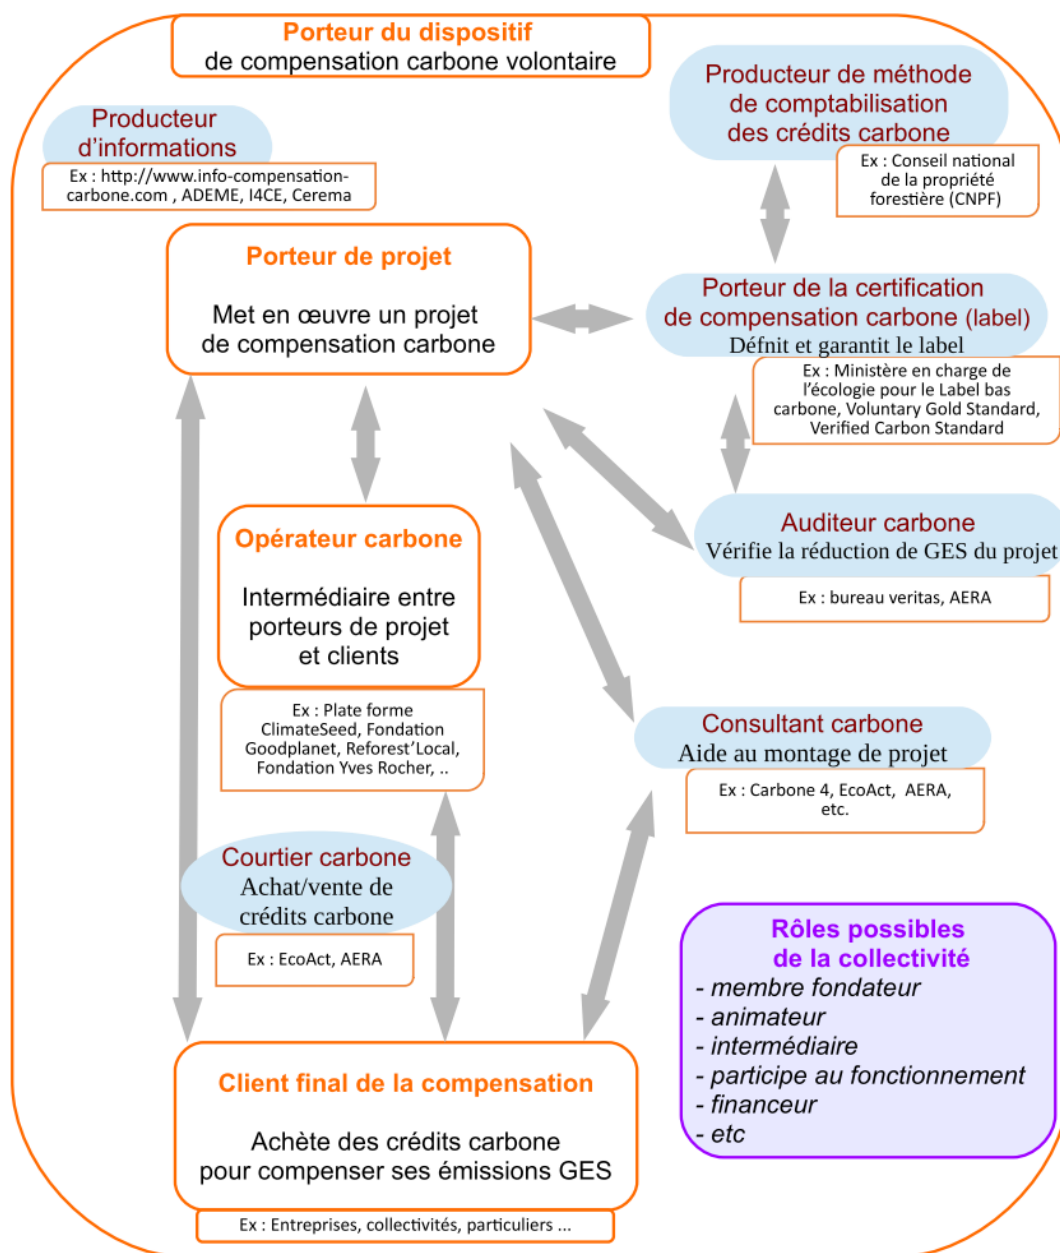 Porteur du dispositif
de compensation carbone volontaire
Producteur de méthode
de comptabilisation
des crédits carbone
Ex : Conseil national
de la propriété
forestière (CNPF)
Producteur
d’informations
Ex : http://www.info-compensation-
carbone.com , ADEME, I4CE, Cerema
Porteur de projet
Met en œuvre un projet
de compensation carbone
Porteur de la certification
de compensation carbone (label)
Défnit et garantit le label
Ex : Ministère en charge de
l’écologie pour le Label bas
carbone, Voluntary Gold Standard,
Verified Carbon Standard
Auditeur carbone
Vérifie la réduction de GES du projet
Ex : bureau veritas, AERA
Opérateur carbone
Intermédiaire entre
porteurs de projet
et clients
Ex : Plate forme
ClimateSeed, Fondation
Goodplanet, Reforest’Local,
Fondation Yves Rocher, ..
Consultant carbone
Aide au montage de projet
Ex : Carbone 4, EcoAct, AERA,
etc.
Courtier carbone
Achat/vente de
crédits carbone
Ex : EcoAct, AERA
Rôles possibles
de la collectivité
- membre fondateur
- animateur
- intermédiaire
- participe au fonctionnement
- financeur
- etc
Client final de la compensation
Achète des crédits carbone
pour compenser ses émissions GES
Ex : Entreprises, collectivités, particuliers ...